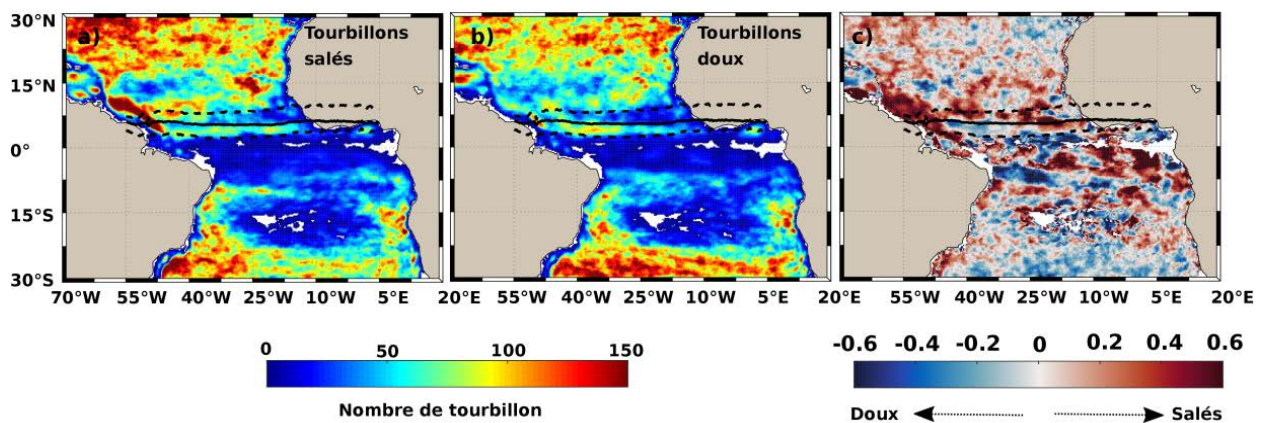 30°N
15°N
0°
15°S
30°S
a) Tourbillons
salés
b) Tourbillons
doux
c)
70°W 55°W 40°W 25°W 10°W 5°E 20°E 55°W 40°W 25°W 10°W 5°E 20°E 55°W 40°W 25°W 10°W 5°E 20°E
0 50 100 150
Nombre de tourbillon
-0.6 -0.4 -0.2 0 0.2 0.4 0.6
Doux Salés